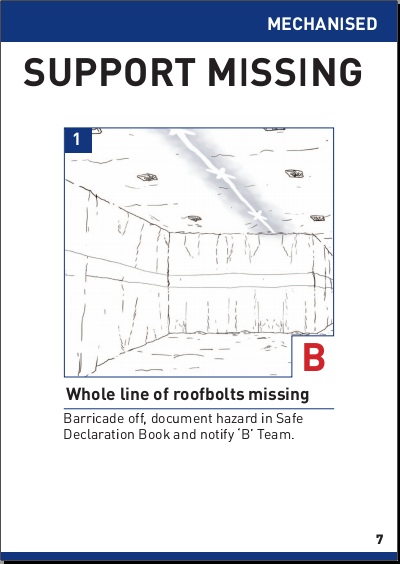 MECHANISED
SUPPORT MISSING
1
B
Whole line of roofbolts missing
Barricade off, document hazard in Safe
Declaration Book and notify ‘B’ Team.
7